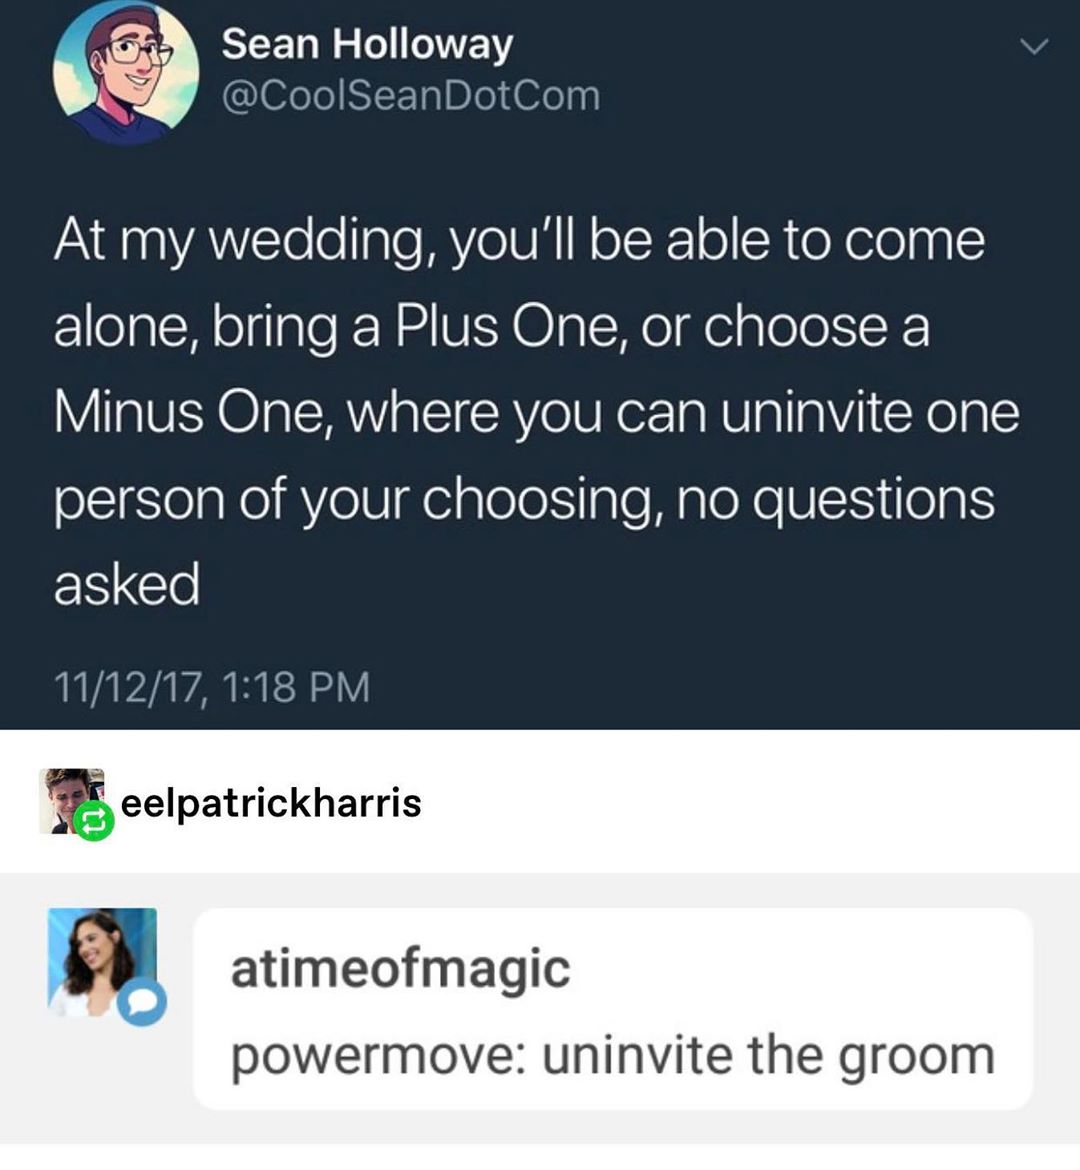 Sean Holloway
@CoolSeanDotCom
At my wedding, you'll be able to come
alone, bring a Plus One, or choose a
Minus One, where you can uninvite one
person of your choosing, no questions
asked
11/12/17, 1:18 PM
eelpatrickharris
atimeofmagic
powermove: uninvite the groom